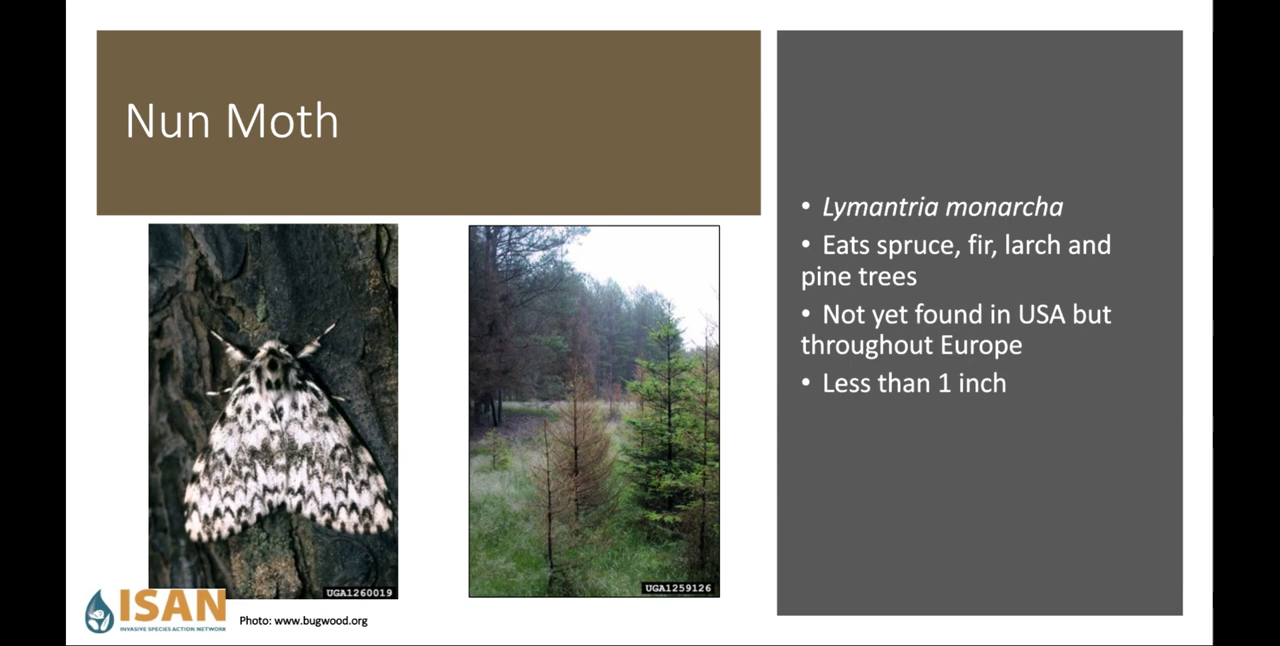 Nun Moth
• Lymantria monarcha
• Eats spruce, fir, larch and
pine trees
• Not yet found in USA but
throughout Europe
• Less than 1 inch
UGA1260019
UGA1259126
ISAN
INVASIVE SPECIES ACTION NETWORK
Photo: www.bugwood.org